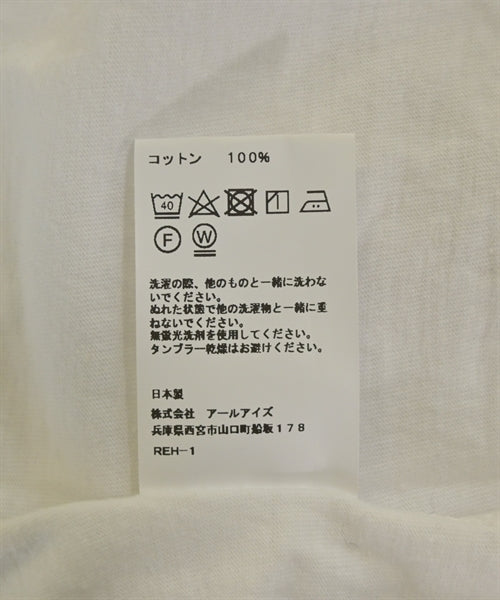 コットン 100%
40
F W
洗濯の際、他のものと一緒に洗わな
いでください。
ぬれた状態で他の洗濯物と一緒に重
ねないでください。
無蛍光洗剤を使用してください。
タンブラー乾燥はお避けください。
日本製
株式会社 アールアイズ
兵庫県西宮市山口町船坂178
REH-1